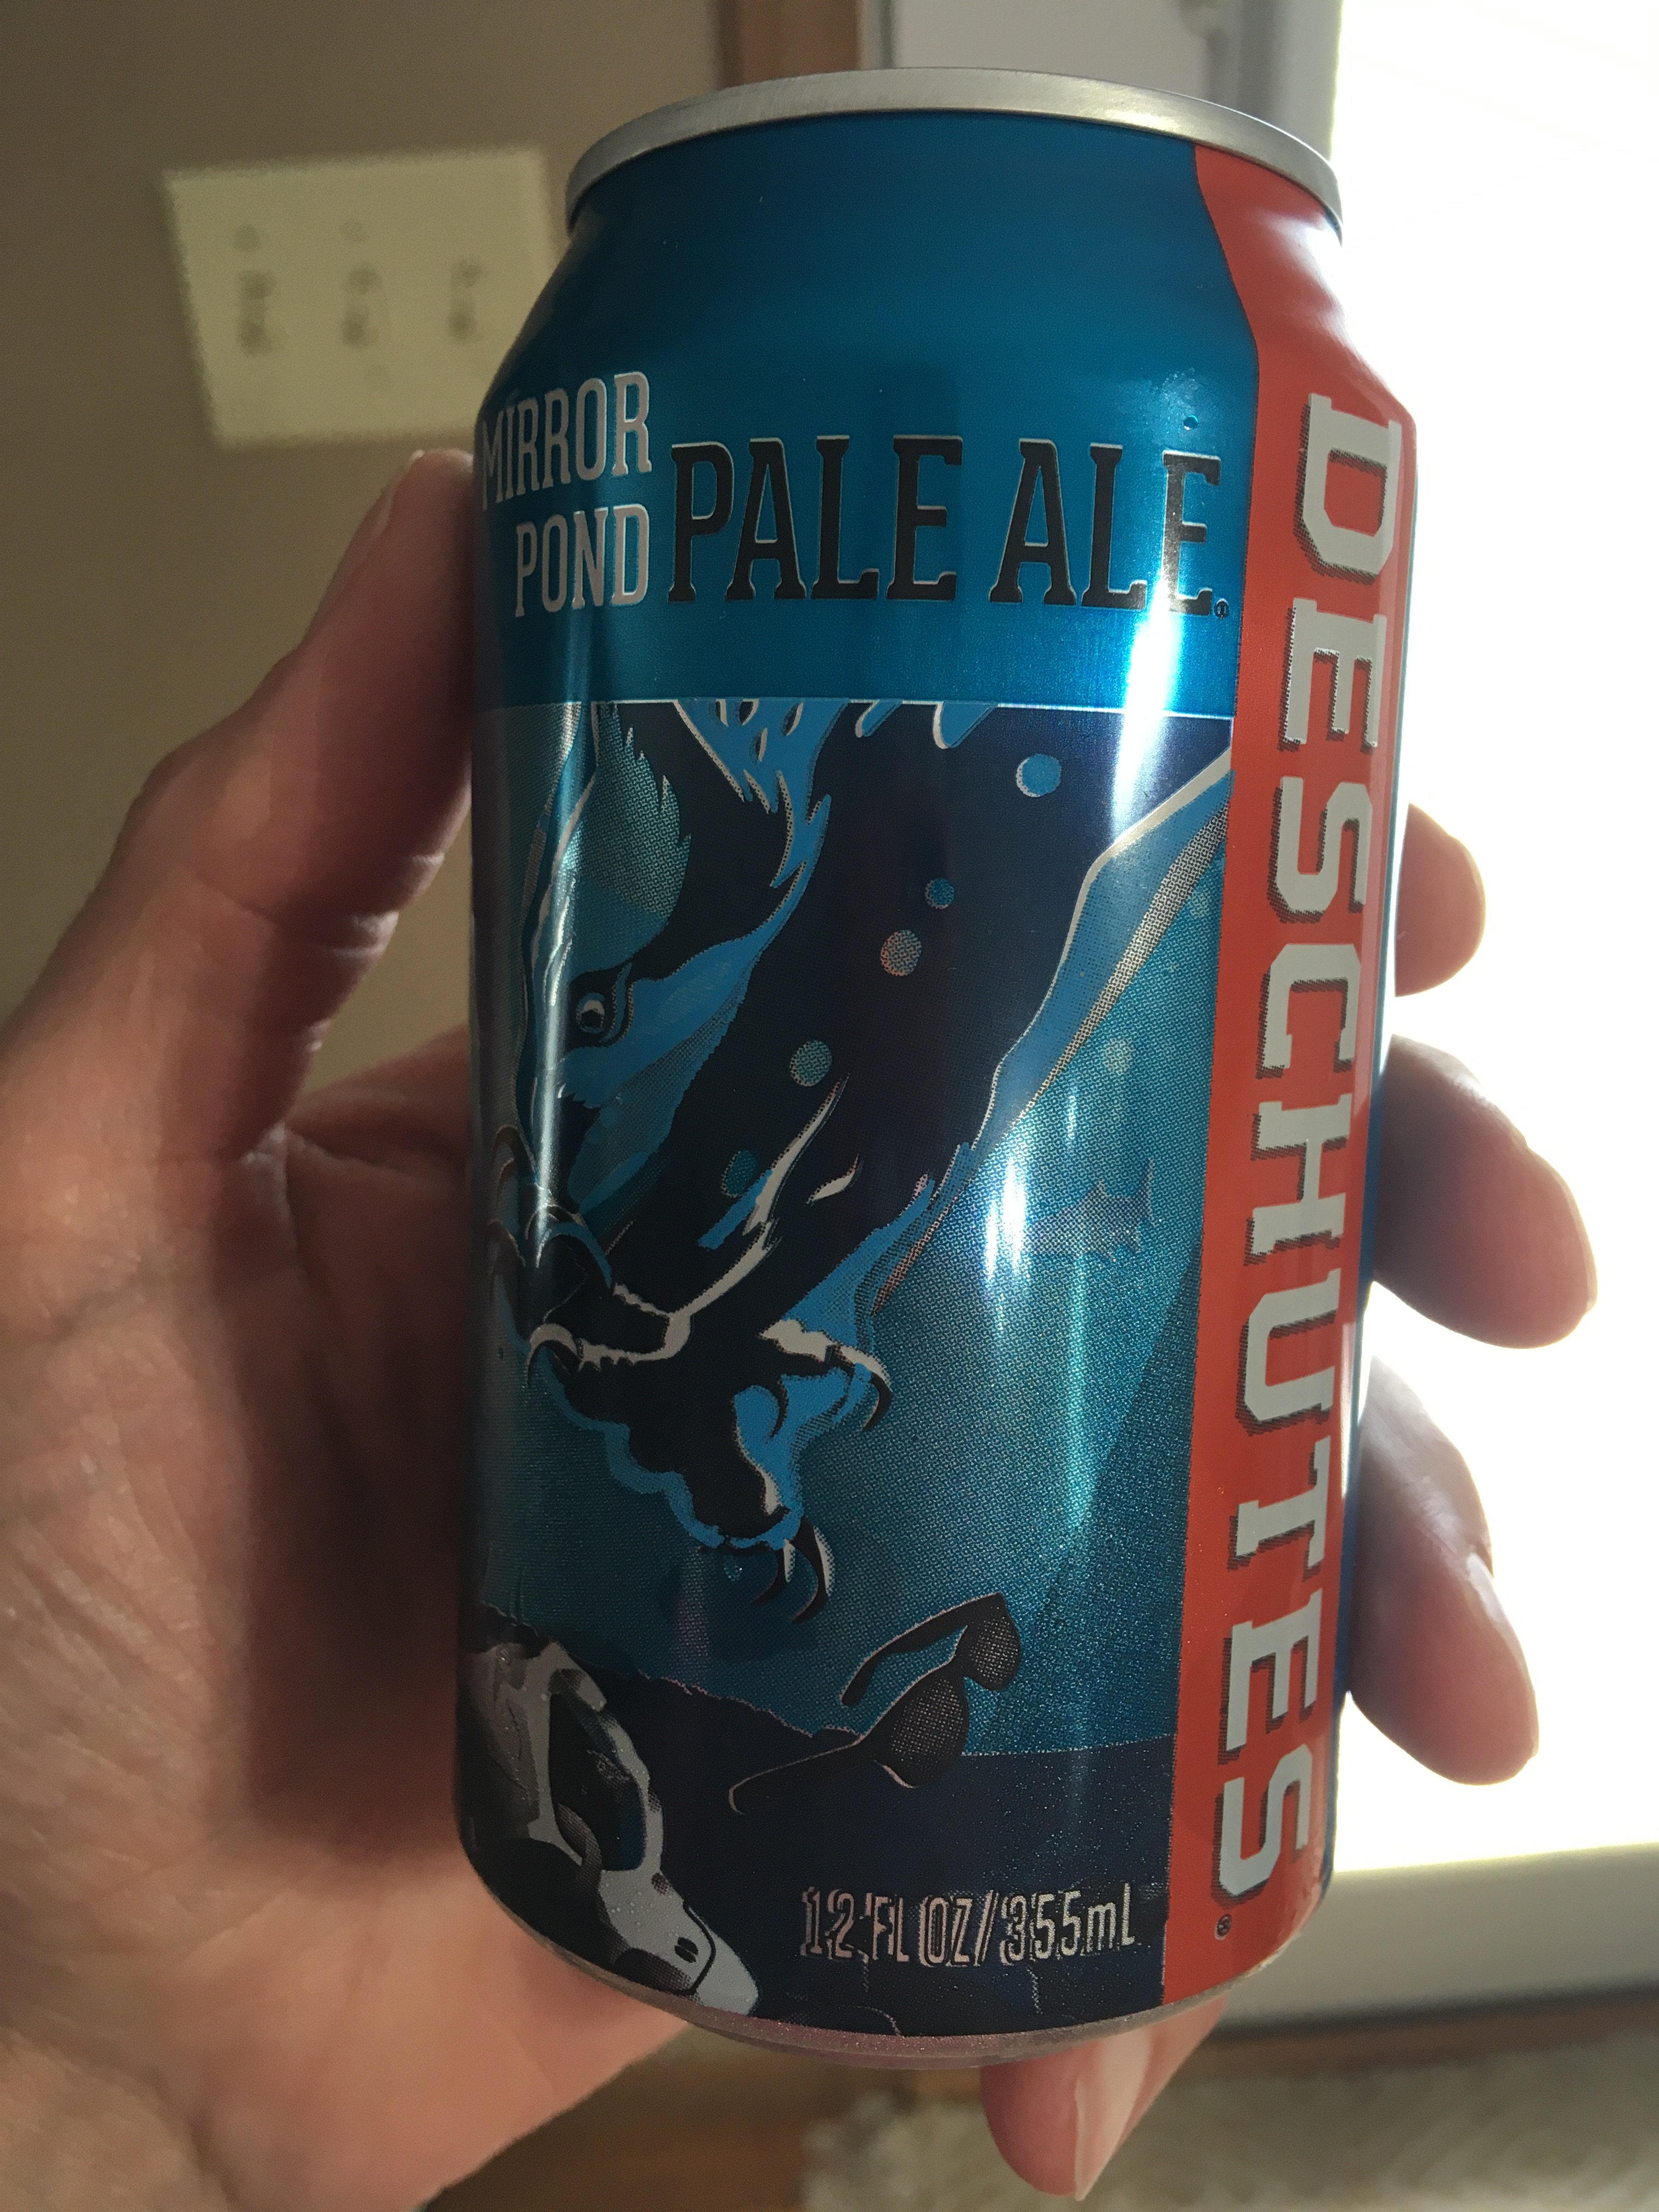 MIRROR
POND
PALE ALE®
DESCHUTES®
12 FL OZ/355mL